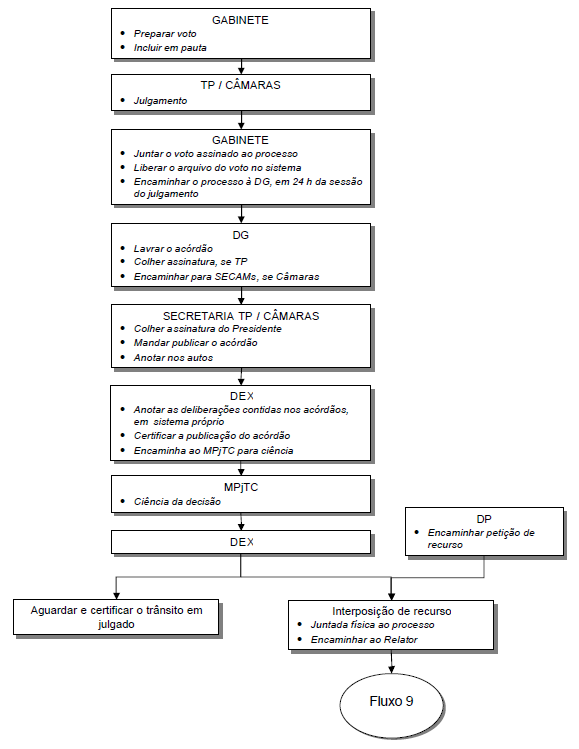 GABINETE
• Preparar voto
• Incluir em pauta
TP / CÂMARAS
• Julgamento
GABINETE
• Juntar o voto assinado ao processo
• Liberar o arquivo do voto no sistema
• Encaminhar o processo à DG, em 24 h da sessão
do julgamento
DG
• Lavrar o acórdão
• Colher assinatura, se TP
• Encaminhar para SECAMs, se Câmaras
SECRETARIA TP / CÂMARAS
• Colher assinatura do Presidente
• Mandar publicar o acórdão
• Anotar nos autos
DEX
• Anotar as deliberações contidas nos acórdãos,
em sistema próprio
• Certificar a publicação do acórdão
• Encaminha ao MPjTC para ciência
MPjTC
• Ciência da decisão
DP
• Encaminhar petição de
recurso
DEX
Aguardar e certificar o trânsito em
julgado
Interposição de recurso
• Juntada física ao processo
• Encaminhar ao Relator
Fluxo 9